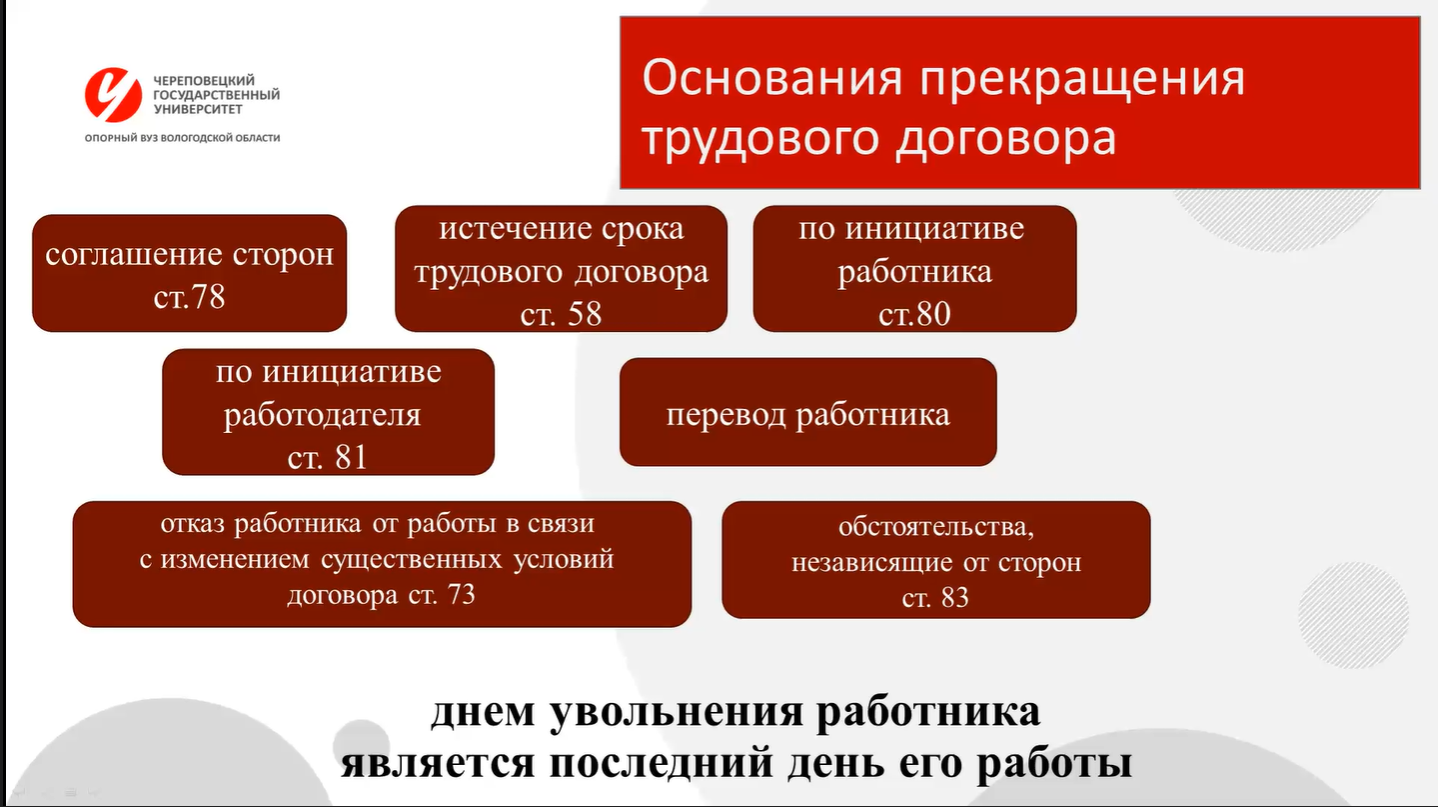 ЧЕРЕПОВЕЦКИЙ
ГОСУДАРСТВЕННЫЙ
УНИВЕРСИТЕТ
ОПОРНЫЙ ВУЗ ВОЛОГОДСКОЙ ОБЛАСТИ
Основания прекращения
трудового договора
соглашение сторон
ст.78
истечение срока
трудового договора
ст. 58
по инициативе
работника
ст.80
по инициативе
работодателя
ст. 81
перевод работника
отказ работника от работы в связи
с изменением существенных условий
договора ст. 73
обстоятельства,
независящие от сторон
ст. 83
днем увольнения работника
является последний день его работы